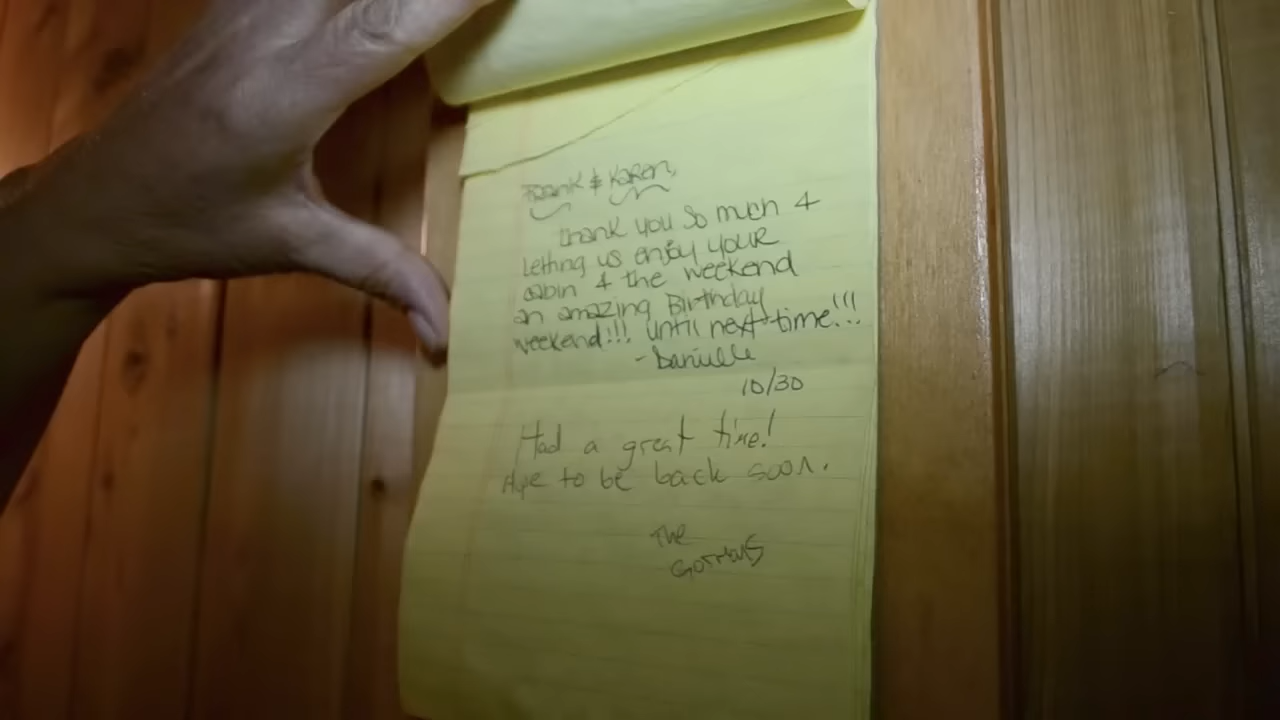 Frank & Karen,
thank you so much 4
letting us enjoy your
cabin 4 the weekend
an amazing Birthday
weekend!!! until next time!!!
- Danielle
10/30
Had a great time!
to be back soon.
The